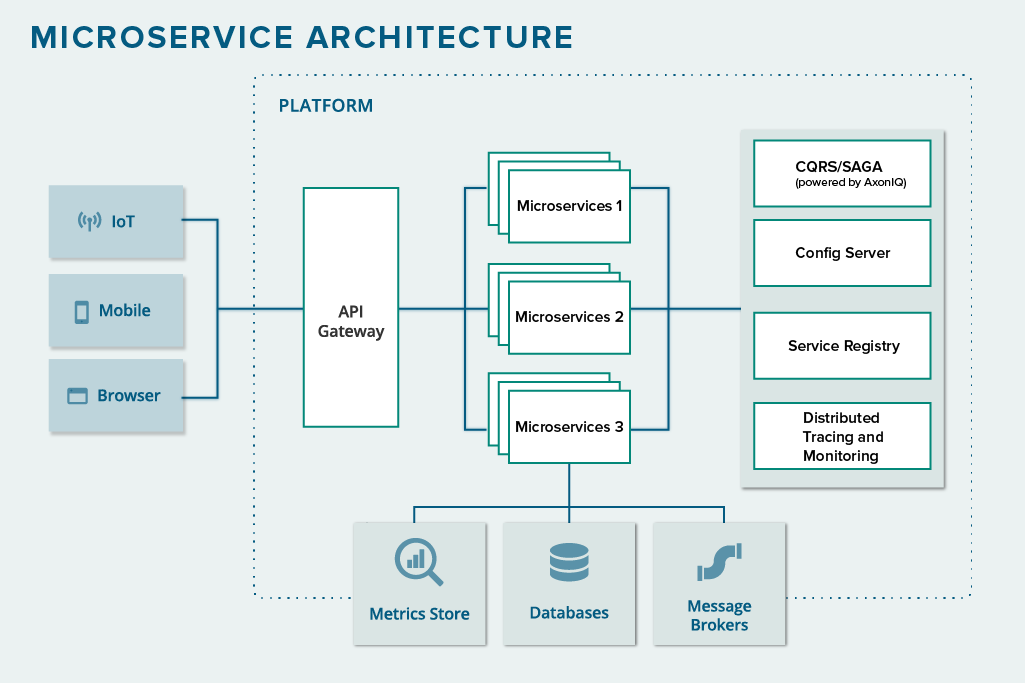 MICROSERVICE ARCHITECTURE
PLATFORM
IoT
Mobile
Browser
API
Gateway
Microservices 1
Microservices 2
Microservices 3
CQRS/SAGA
(powered by AxonIQ)
Config Server
Service Registry
Distributed
Tracing and
Monitoring
Metrics Store
Databases
Message
Brokers